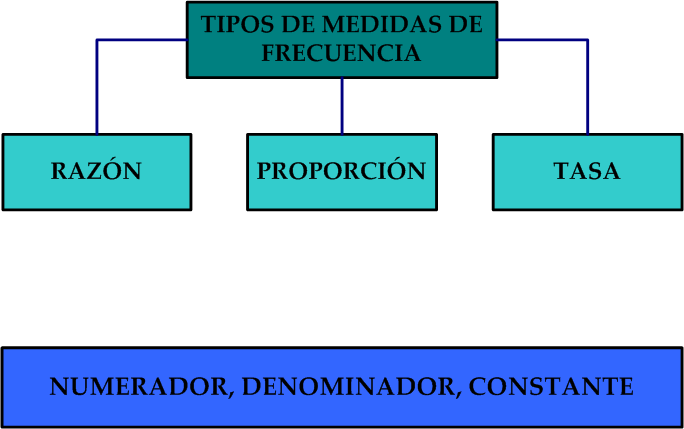 TIPOS DE MEDIDAS DE
FRECUENCIA
RAZÓN
PROPORCIÓN
TASA
NUMERADOR, DENOMINADOR, CONSTANTE